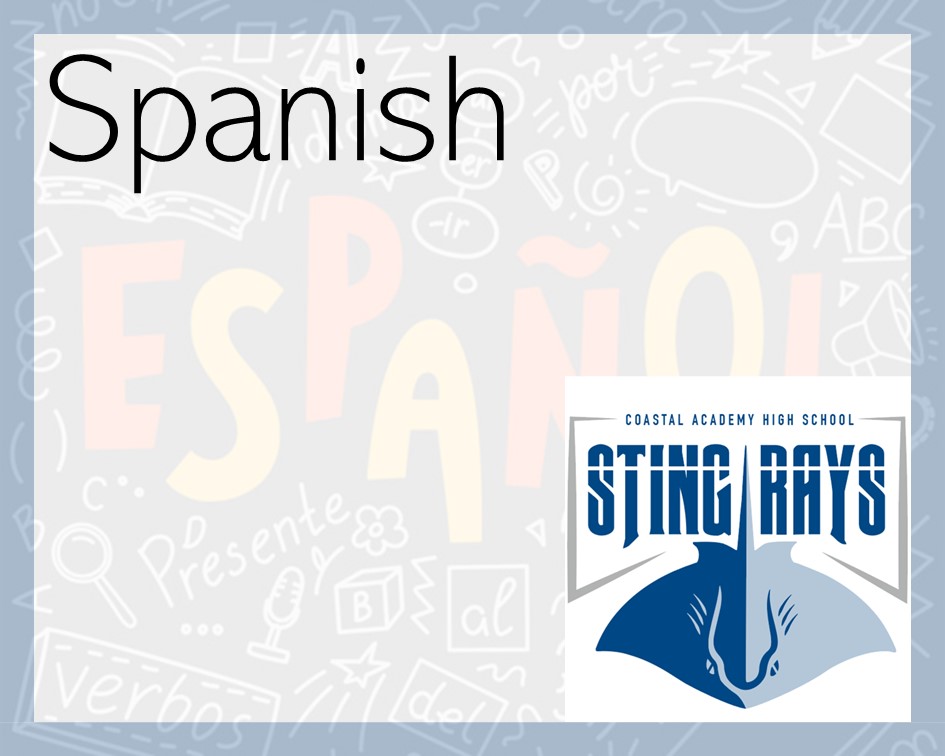 Spanish
no
A
por
er
P
-ir
ABC
ESPAÑOL
COASTAL ACADEMY HIGH SCHOOL
STING RAYS
Presente
y
B
al
verbos
del